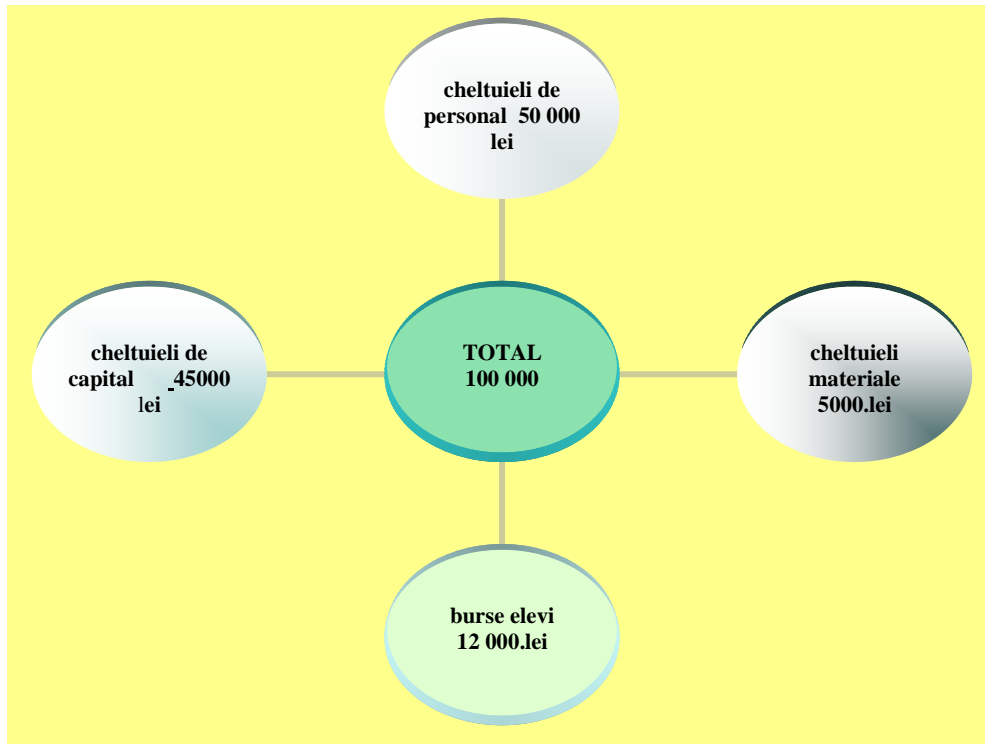 cheltuieli de
personal 50 000
lei
cheltuieli de
capital _45000
lei
TOTAL
100 000
cheltuieli
materiale
5000.lei
burse elevi
12 000.lei